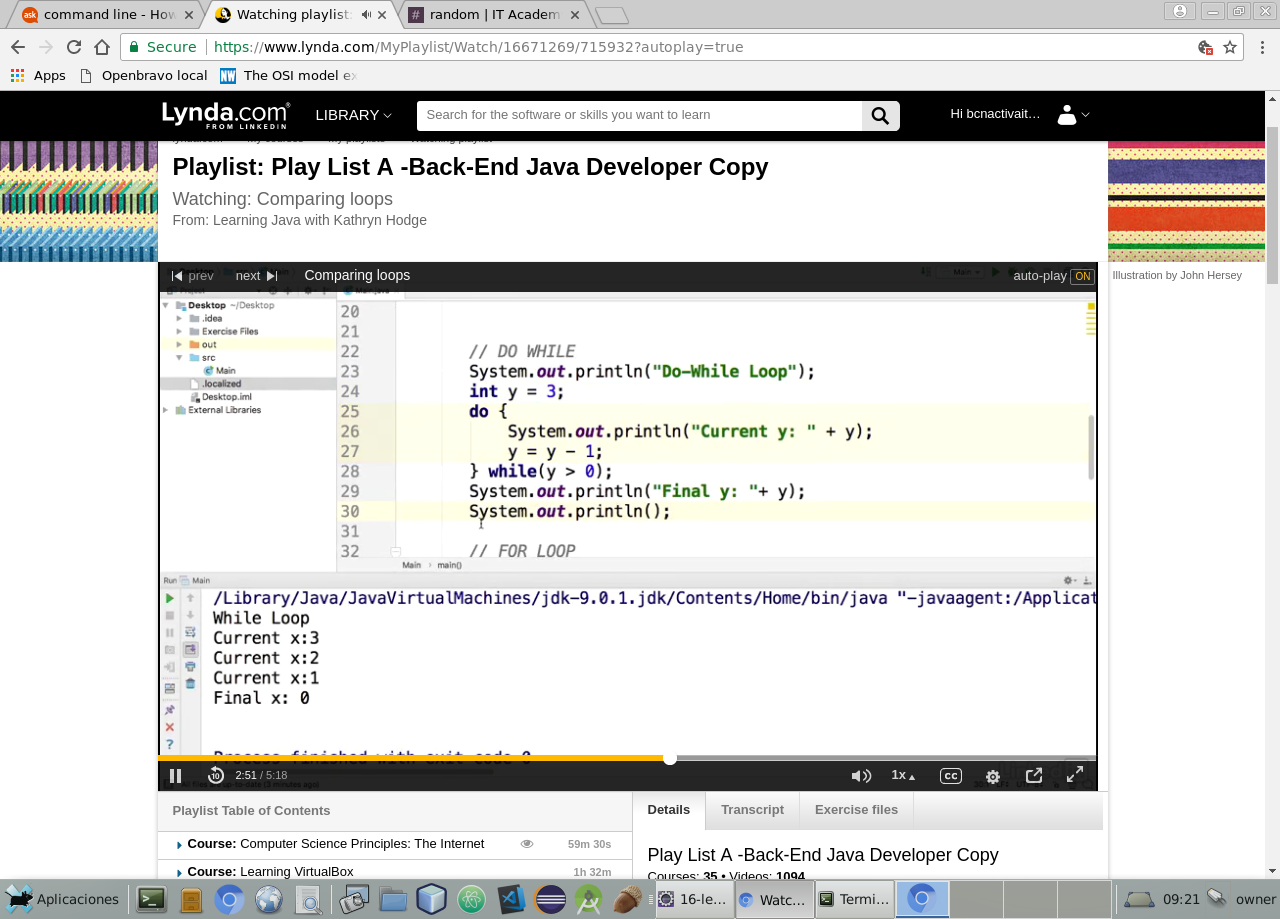 command line - How
Watching playlist:
random | IT Academ
Secure https://www.lynda.com/MyPlaylist/Watch/16671269/715932?autoplay=true
Apps Openbravo local NW The OSI model ex
Lynda.com LIBRARY Search for the software or skills you want to learn Hi bcnactivait...
FROM LINKEDIN
Playlist: Play List A -Back-End Java Developer Copy
Watching: Comparing loops
From: Learning Java with Kathryn Hodge
Illustration by John Hersey
prev next Comparing loops auto-play ON
Desktop ~/Desktop
.idea
Exercise Files
out
src
Main
.localized
Desktop.iml
External Libraries
20
21
22 // DO WHILE
23 System.out.println("Do-While Loop");
24 int y = 3;
25 do {
26 System.out.println("Current y: " + y);
27 y = y - 1;
28 } while(y > 0);
29 System.out.println("Final y: "+ y);
30 System.out.println();
31
32 // FOR LOOP
Main › main()
Run Main
/Library/Java/JavaVirtualMachines/jdk-9.0.1.jdk/Contents/Home/bin/java "-javaagent:/Applicat
While Loop
Current x:3
Current x:2
Current x:1
Final x: 0
Process finished with exit code 0
10 2:51 / 5:18 1x cc
Playlist Table of Contents
Course: Computer Science Principles: The Internet 59m 30s
Course: Learning VirtualBox 1h 32m
Details Transcript Exercise files
Play List A -Back-End Java Developer Copy
Courses: 35 • Videos: 1094
Aplicaciones 16-le... Watc... Termi... 09:21 owner